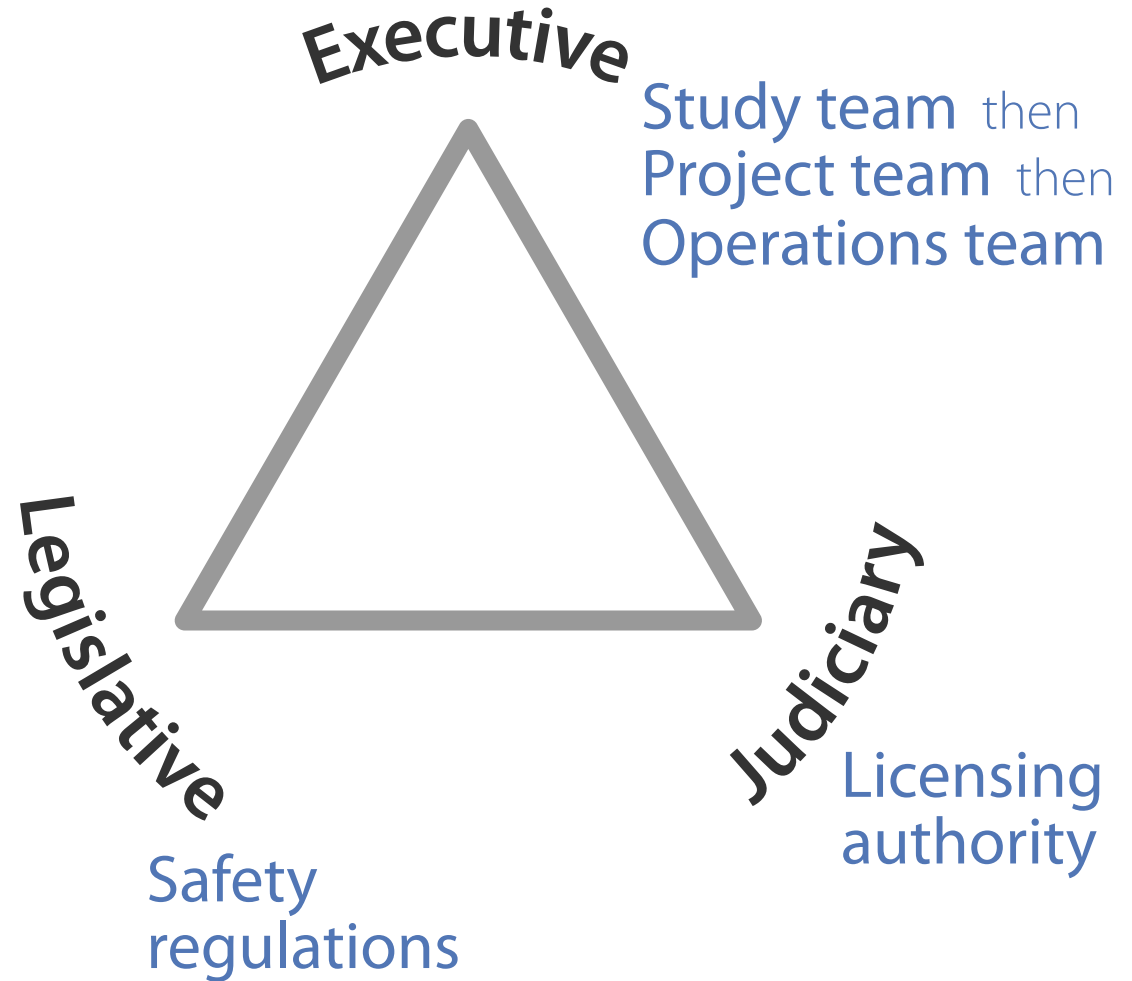 Executive
Study team then
Project team then
Operations team
Legislative
Safety
regulations
Judiciary
Licensing
authority